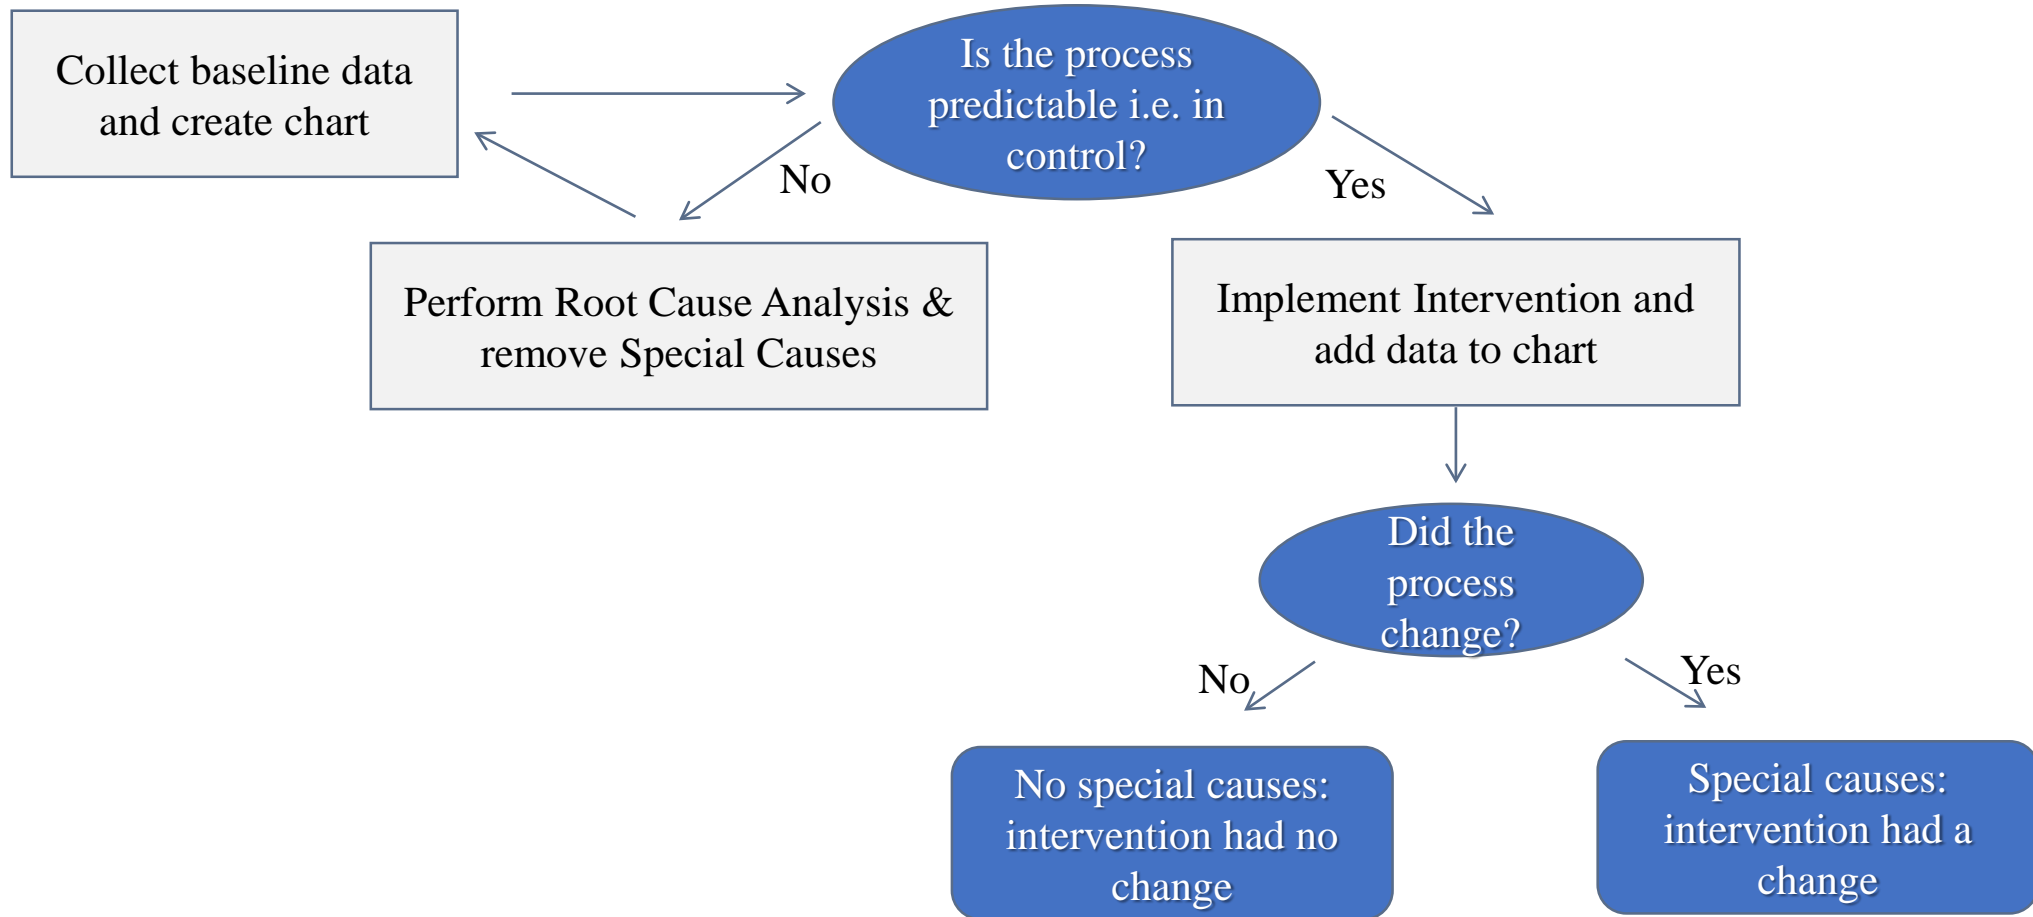 Collect baseline data
and create chart
Is the process
predictable i.e. in
control?
No
Yes
Perform Root Cause Analysis &
remove Special Causes
Implement Intervention and
add data to chart
Did the
process
change?
No
Yes
No special causes:
intervention had no
change
Special causes:
intervention had a
change